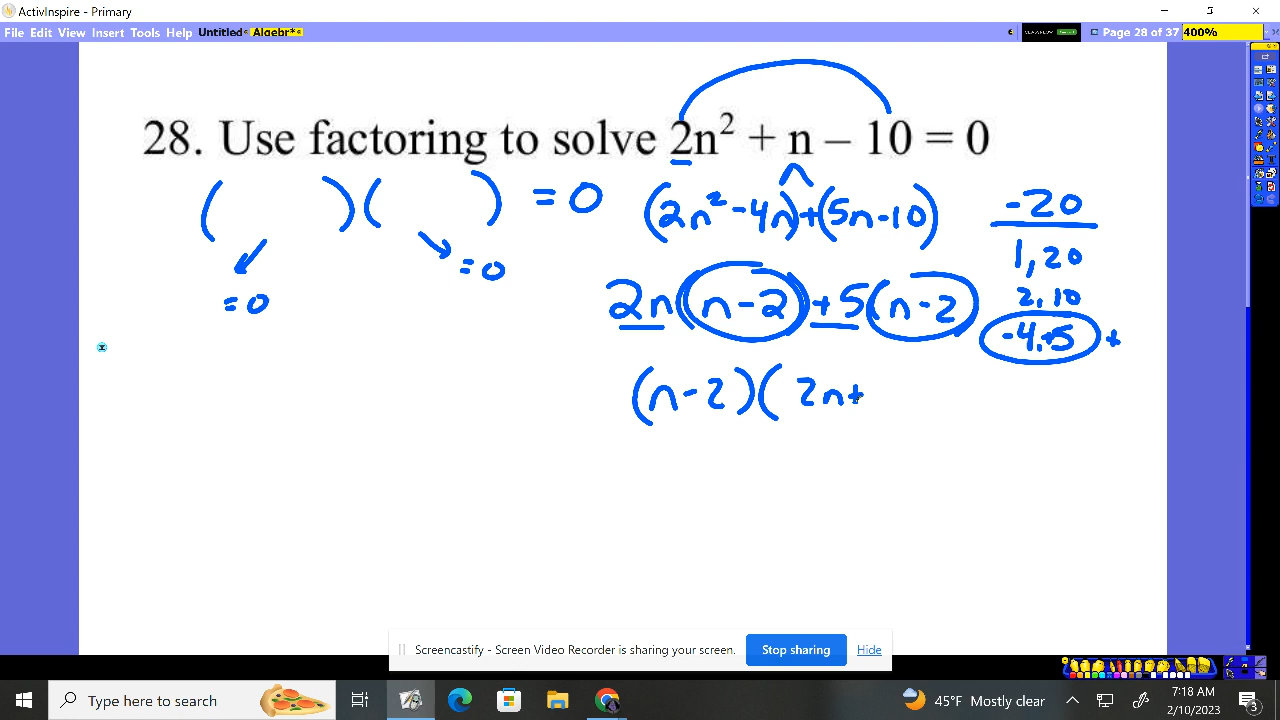 ActivInspire - Primary
File Edit View Insert Tools Help Untitled* Algebr*
Page 28 of 37 400%
28. Use factoring to solve 2n² + n – 10 = 0
( )( ) = 0
= 0
= 0
(2n² - 4n) + (5n - 10)
2n(n - 2) + 5(n - 2)
(n - 2)( 2n+
-20
1, 20
2, 10
-4, +5 +
Screencastify - Screen Video Recorder is sharing your screen. Stop sharing Hide
Type here to search
45°F Mostly clear
7:18 AM
2/10/2023
3